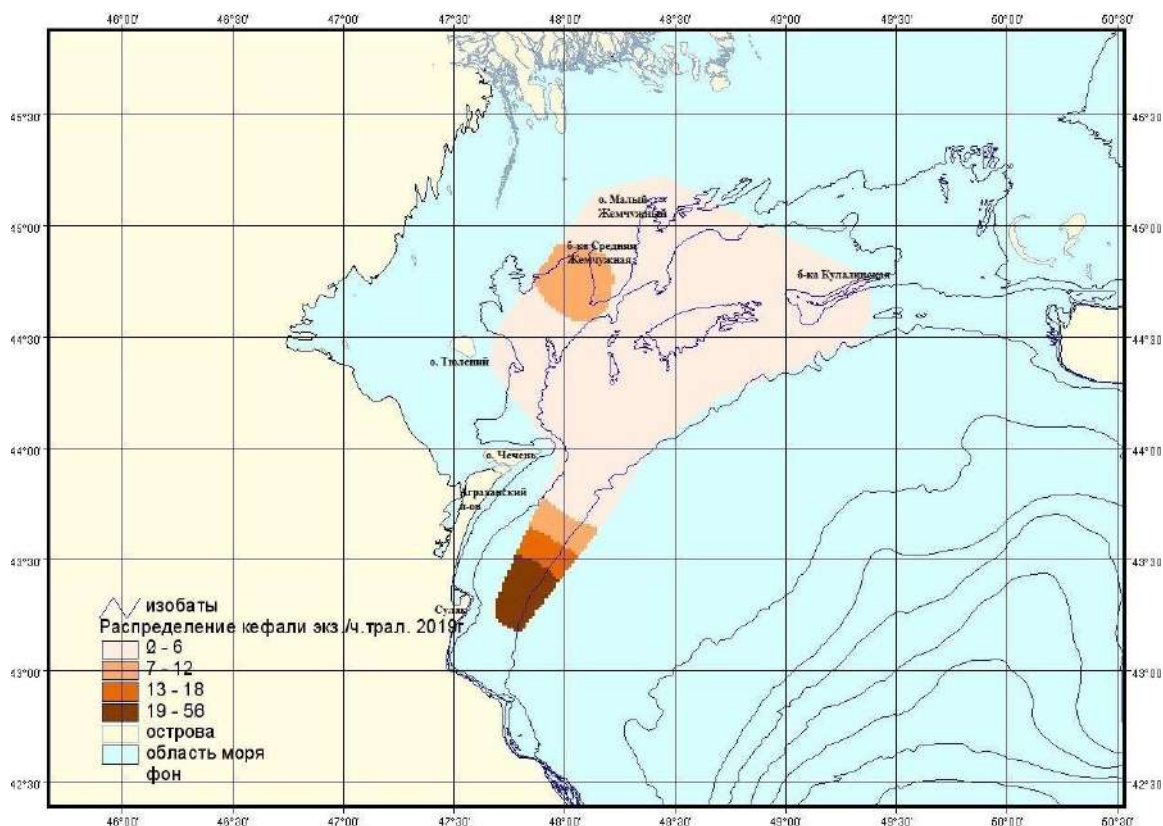 46°00' 46°30' 47°00' 47°30' 48°00' 48°30' 49°00' 49°30' 50°00' 50°30'
45°30' 45°30'
о. Малый
Жемчужный
45°00' 45°00'
б-ка Средняя
Жемчужная
б-ка Кулалинская
44°30' 44°30'
о. Тюлений
44°00' 44°00'
о. Чечень
Аграханский
п-ов
43°30' 43°30'
Сулак
изобаты
Распределение кефали экз./ч.трал. 2019г.
- 6
7 - 12
43°00' 43°00'
13 - 18
19 - 56
острова
область моря
фон
42°30' 42°30'
46°00' 46°30' 47°00' 47°30' 48°00' 48°30' 49°00' 49°30' 50°00' 50°30'